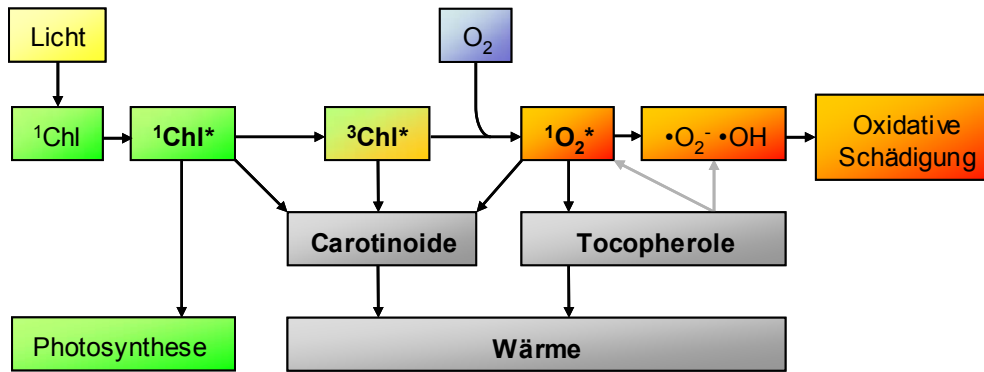 Licht
O₂
¹Chl
¹Chl*
³Chl*
¹O₂*
•O₂⁻ •OH
Oxidative
Schädigung
Carotinoide
Tocopherole
Photosynthese
Wärme